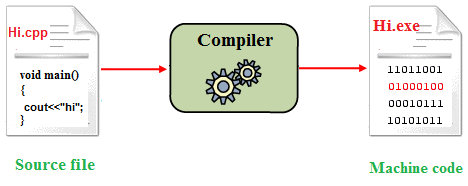 Hi.cpp
void main()
{
cout<<"hi";
}
Source file
Compiler
Hi.exe
11011001
01000100
00010111
10101011
Machine code